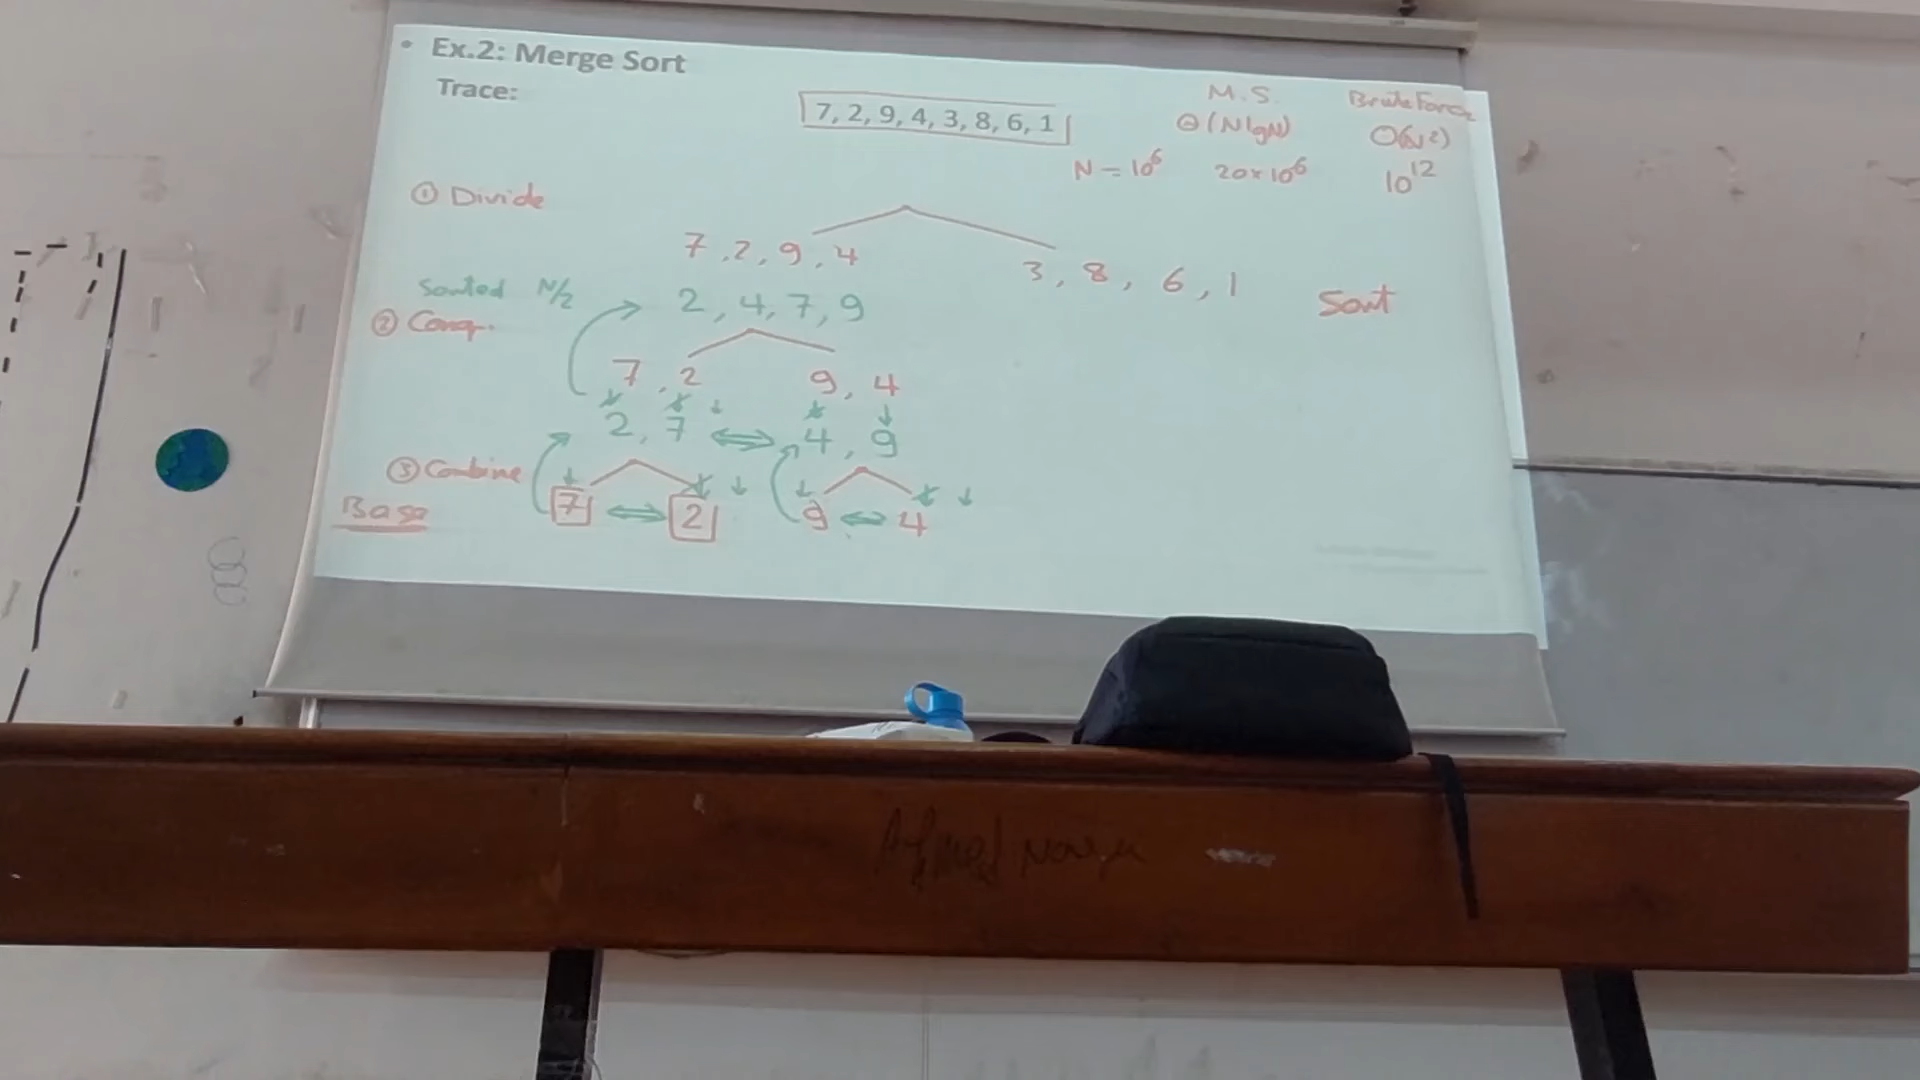 • Ex.2: Merge Sort
Trace:
7, 2, 9, 4, 3, 8, 6, 1
M.S. Brute Force
Θ(NlgN) O(N²)
N = 10⁶ 20×10⁶ 10¹²
① Divide
7, 2, 9, 4 3, 8, 6, 1
Sorted N/2 2, 4, 7, 9 Sort
② Conq.
7, 2 9, 4
2, 7 ⟺ 4, 9
③ Combine
Base 7 ⟺ 2 9 ⟺ 4